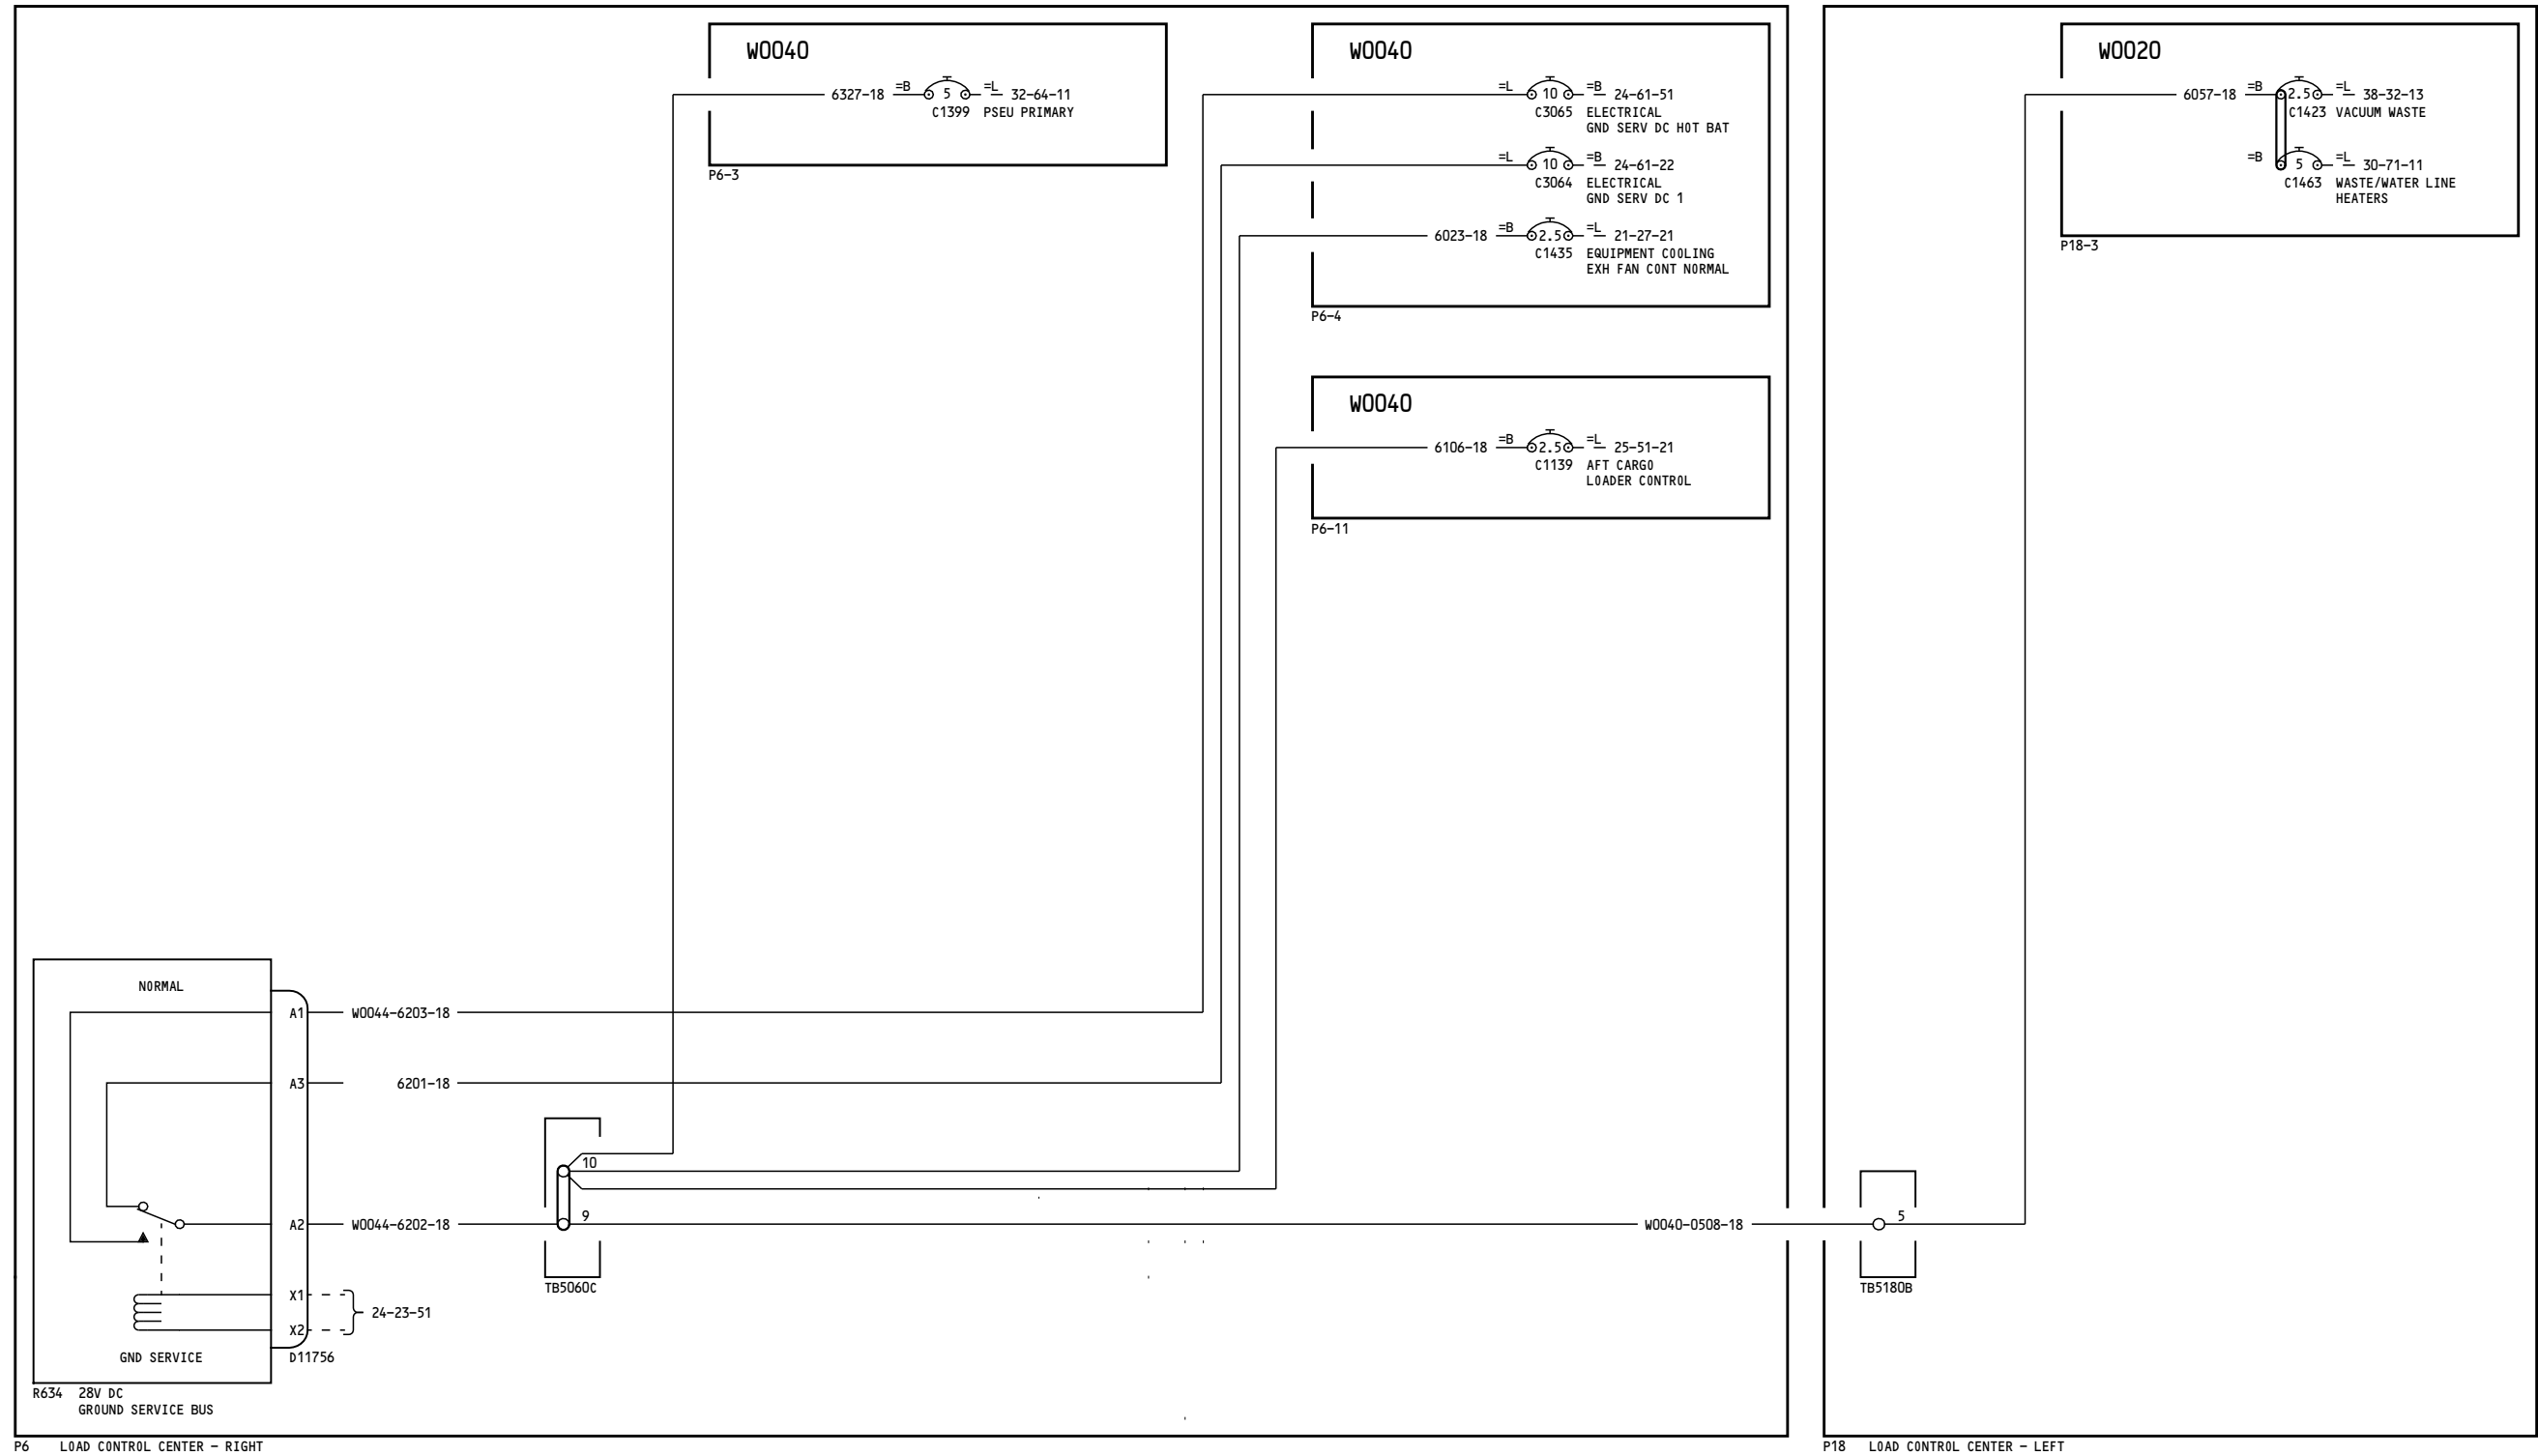 W0040
6327-18 =B 5 =L 32-64-11
C1399 PSEU PRIMARY
P6-3
W0040
=L 10 =B 24-61-51
C3065 ELECTRICAL
GND SERV DC HOT BAT
=L 10 =B 24-61-22
C3064 ELECTRICAL
GND SERV DC 1
6023-18 =B 2.5 =L 21-27-21
C1435 EQUIPMENT COOLING
EXH FAN CONT NORMAL
P6-4
W0040
6106-18 =B 2.5 =L 25-51-21
C1139 AFT CARGO
LOADER CONTROL
P6-11
W0020
6057-18 =B 2.5 =L 38-32-13
C1423 VACUUM WASTE
=B 5 =L 30-71-11
C1463 WASTE/WATER LINE
HEATERS
P18-3
NORMAL
A1 W0044-6203-18
A3 6201-18
10
9
A2 W0044-6202-18
W0040-0508-18
5
TB5060C
TB5180B
X1
24-23-51
X2
GND SERVICE
D11756
R634 28V DC
GROUND SERVICE BUS
P6 LOAD CONTROL CENTER - RIGHT
P18 LOAD CONTROL CENTER - LEFT